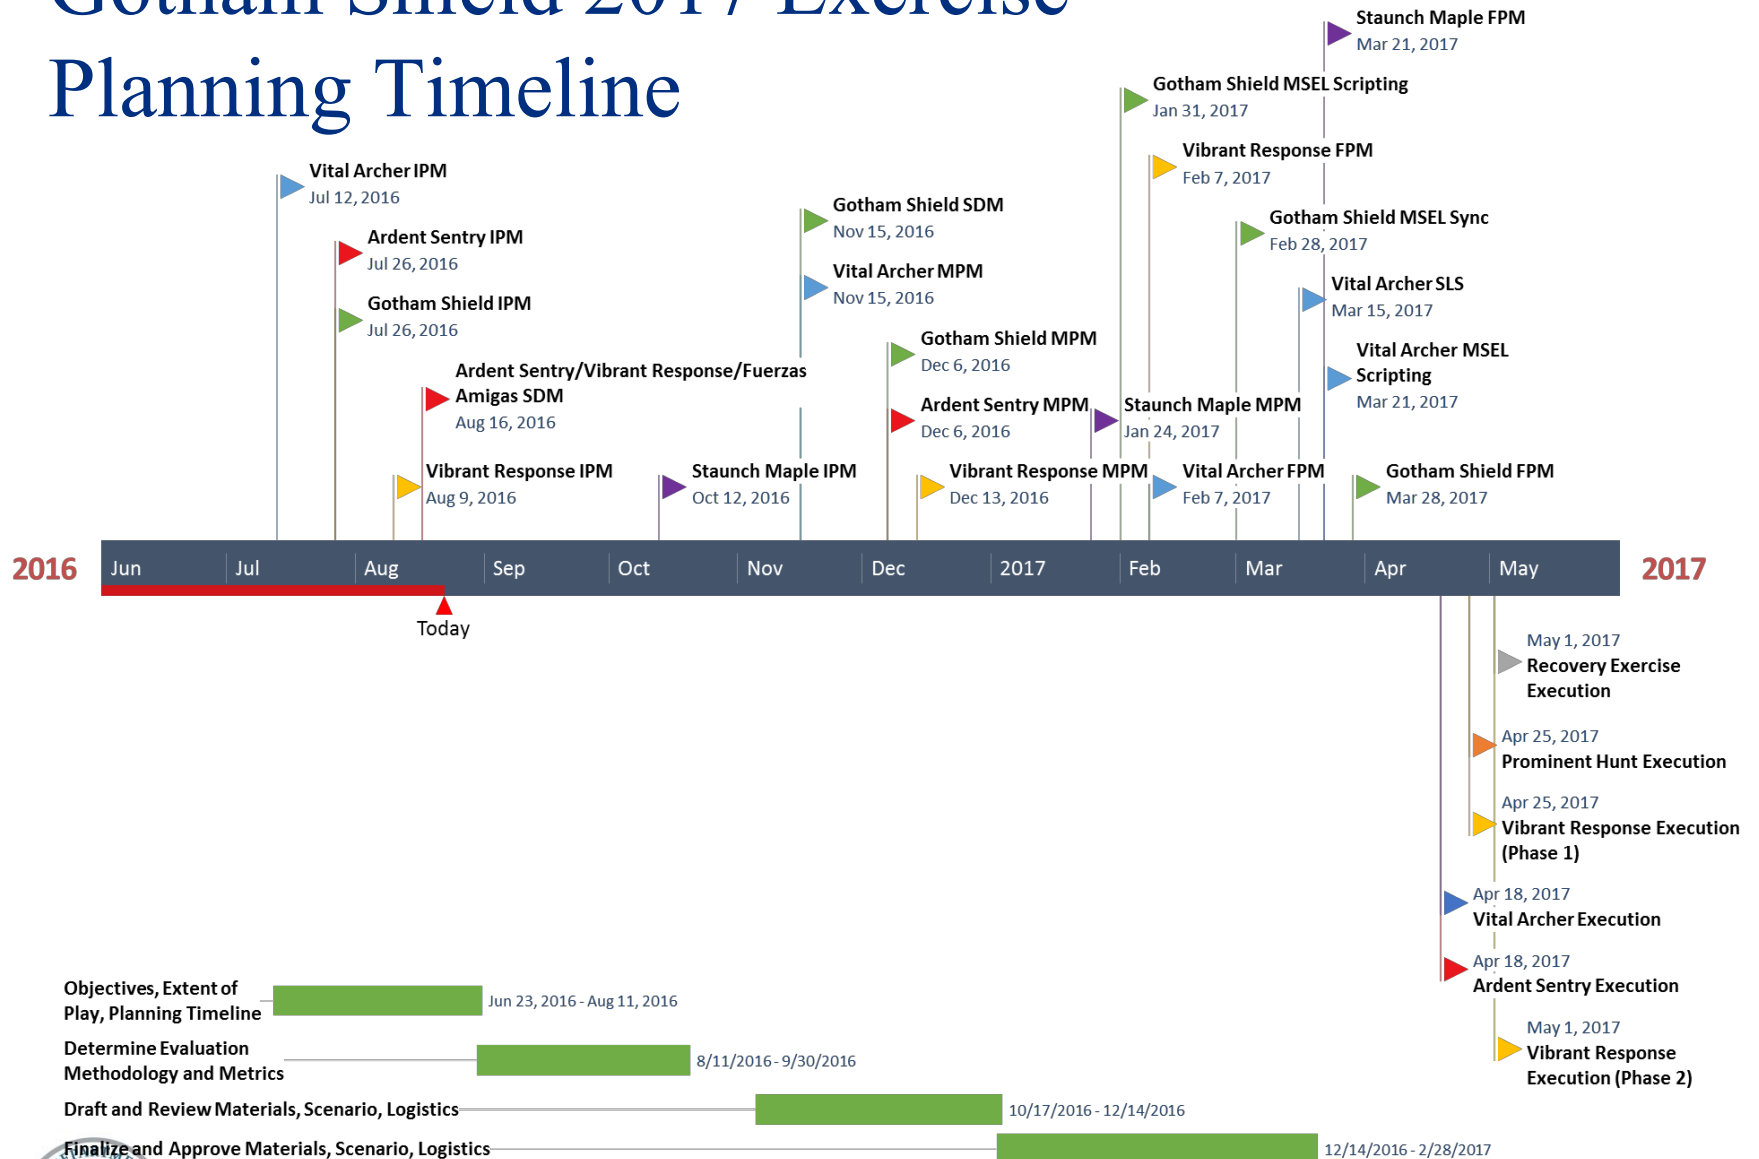 Gotham Shield 2017 Exercise
Planning Timeline
Staunch Maple FPM
Mar 21, 2017
Gotham Shield MSEL Scripting
Jan 31, 2017
Vibrant Response FPM
Feb 7, 2017
Vital Archer IPM
Jul 12, 2016
Gotham Shield SDM
Nov 15, 2016
Gotham Shield MSEL Sync
Feb 28, 2017
Ardent Sentry IPM
Jul 26, 2016
Vital Archer MPM
Nov 15, 2016
Vital Archer SLS
Mar 15, 2017
Gotham Shield IPM
Jul 26, 2016
Gotham Shield MPM
Dec 6, 2016
Vital Archer MSEL
Scripting
Mar 21, 2017
Ardent Sentry/Vibrant Response/Fuerzas
Amigas SDM
Aug 16, 2016
Ardent Sentry MPM
Dec 6, 2016
Staunch Maple MPM
Jan 24, 2017
Vibrant Response IPM
Aug 9, 2016
Staunch Maple IPM
Oct 12, 2016
Vibrant Response MPM
Dec 13, 2016
Vital Archer FPM
Feb 7, 2017
Gotham Shield FPM
Mar 28, 2017
2016 Jun Jul Aug Sep Oct Nov Dec 2017 Feb Mar Apr May 2017
Today
May 1, 2017
Recovery Exercise
Execution
Apr 25, 2017
Prominent Hunt Execution
Apr 25, 2017
Vibrant Response Execution
(Phase 1)
Apr 18, 2017
Vital Archer Execution
Apr 18, 2017
Ardent Sentry Execution
May 1, 2017
Vibrant Response
Execution (Phase 2)
Objectives, Extent of
Play, Planning Timeline
Jun 23, 2016 - Aug 11, 2016
Determine Evaluation
Methodology and Metrics
8/11/2016 - 9/30/2016
Draft and Review Materials, Scenario, Logistics
10/17/2016 - 12/14/2016
Finalize and Approve Materials, Scenario, Logistics
12/14/2016 - 2/28/2017